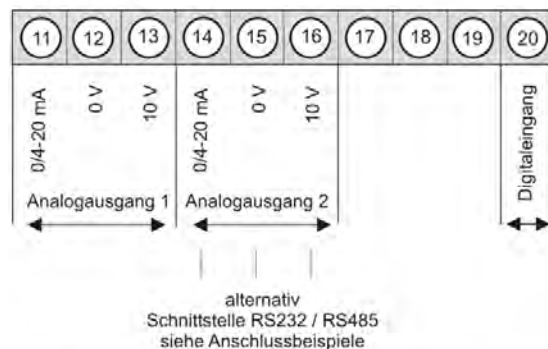 11 12 13 14 15 16 17 18 19 20
0/4-20 mA 0 V 10 V 0/4-20 mA 0 V 10 V Digitaleingang
Analogausgang 1 Analogausgang 2
alternativ
Schnittstelle RS232 / RS485
siehe Anschlussbeispiele